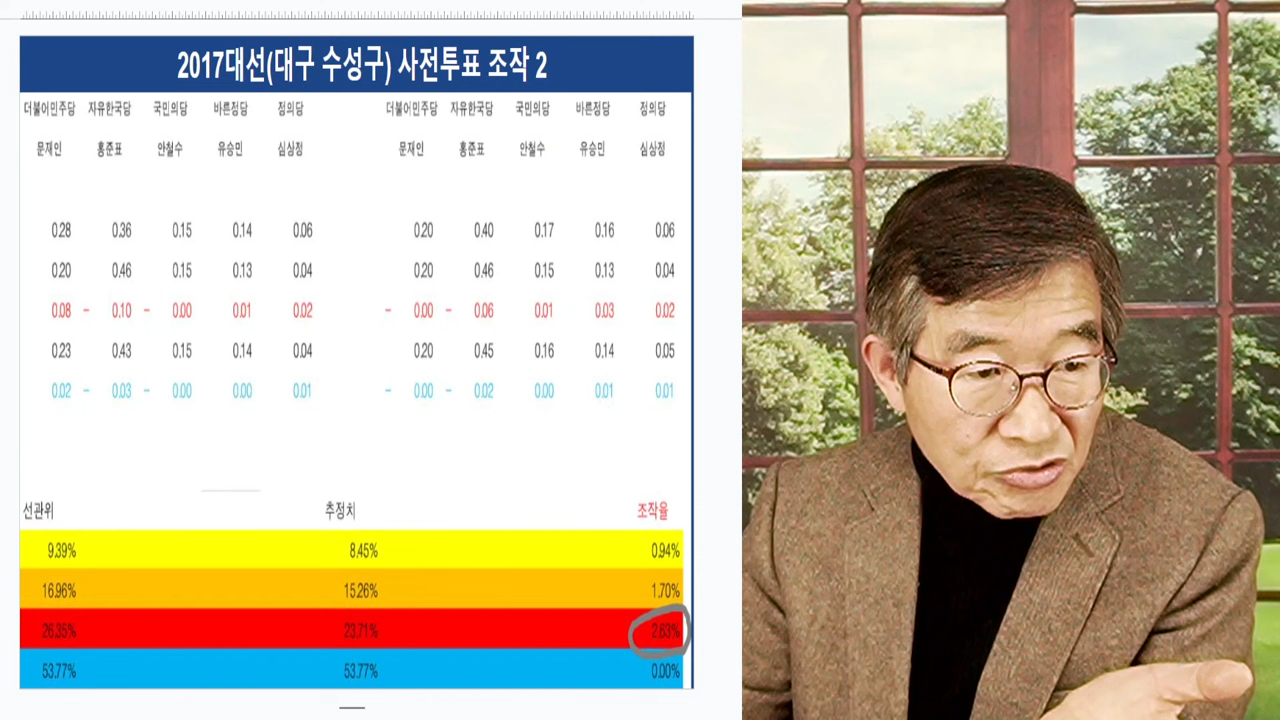 2017대선(대구 수성구) 사전투표 조작 2
더불어민주당 자유한국당 국민의당 바른정당 정의당 더불어민주당 자유한국당 국민의당 바른정당 정의당
문재인 홍준표 안철수 유승민 심상정 문재인 홍준표 안철수 유승민 심상정
0.28 0.36 0.15 0.14 0.06 0.20 0.40 0.17 0.16 0.06
0.20 0.46 0.15 0.13 0.04 0.20 0.46 0.15 0.13 0.04
0.08 - 0.10 - 0.00 0.01 0.02 - 0.00 - 0.06 0.01 0.03 0.02
0.23 0.43 0.15 0.14 0.04 0.20 0.45 0.16 0.14 0.05
0.02 - 0.03 - 0.00 0.00 0.01 - 0.00 - 0.02 0.00 0.01 0.01
선관위 추정치 조작율
9.39% 8.45% 0.94%
16.96% 15.26% 1.70%
26.35% 23.71% 2.63%
53.77% 53.77% 0.00%